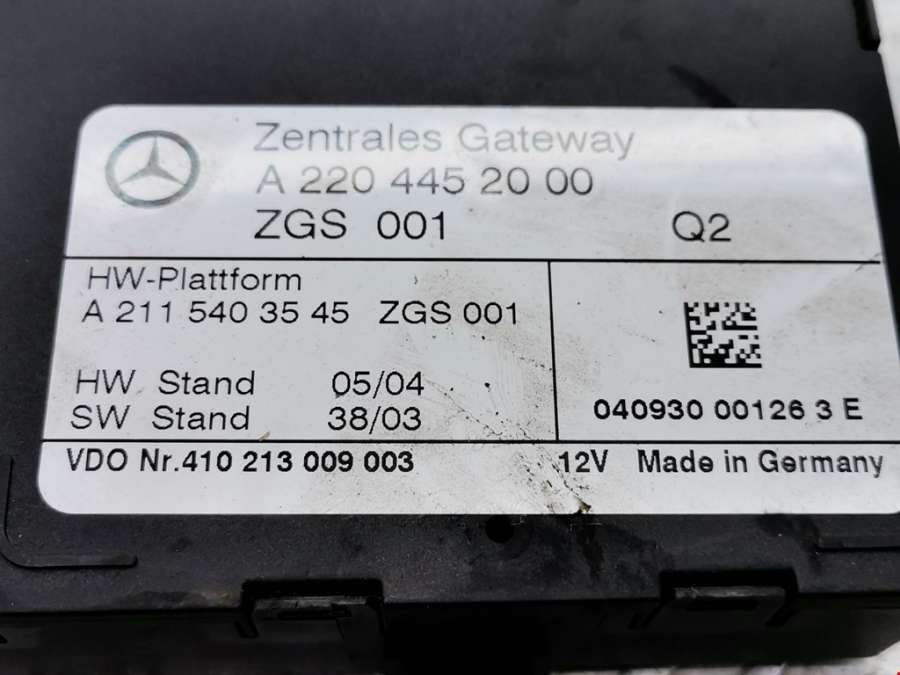 Zentrales Gateway
A 220 445 20 00
ZGS 001 Q2
HW-Plattform
A 211 540 35 45 ZGS 001
HW Stand 05/04
SW Stand 38/03
040930 00126 3 E
VDO Nr.410 213 009 003 12V Made in Germany